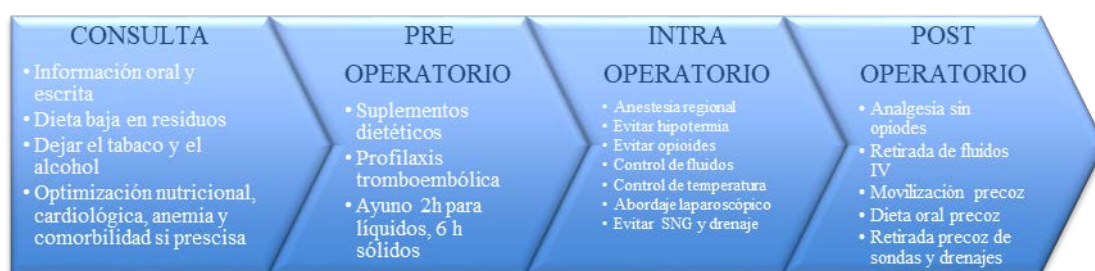 CONSULTA
• Información oral y
escrita
• Dieta baja en residuos
• Dejar el tabaco y el
alcohol
• Optimización nutricional,
cardiológica, anemia y
comorbilidad si prescisa
PRE
OPERATORIO
• Suplementos
dietéticos
• Profilaxis
tromboembólica
• Ayuno 2h para
líquidos, 6 h
sólidos
INTRA
OPERATORIO
• Anestesia regional
• Evitar hipotermia
• Evitar opioides
• Control de fluidos
• Control de temperatura
• Abordaje laparoscópico
• Evitar SNG y drenaje
POST
OPERATORIO
• Analgesia sin
opiodes
• Retirada de fluidos
IV
• Movilización precoz
• Dieta oral precoz
• Retirada precoz de
sondas y drenajes